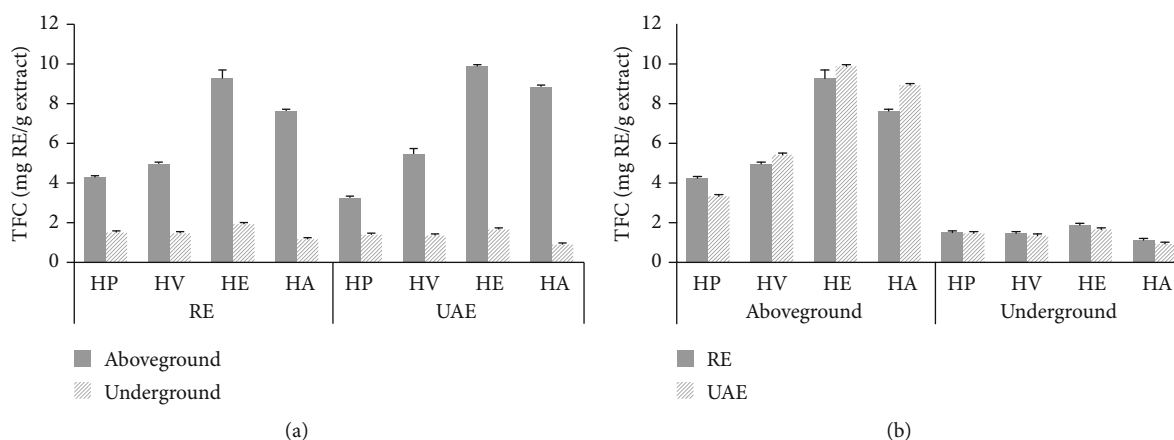 12
10
8
6
4
2
0
TFC (mg RE/g extract)
HP HV HE HA HP HV HE HA
RE UAE
Aboveground
Underground
(a)
12
10
8
6
4
2
0
TFC (mg RE/g extract)
HP HV HE HA HP HV HE HA
Aboveground Underground
RE
UAE
(b)